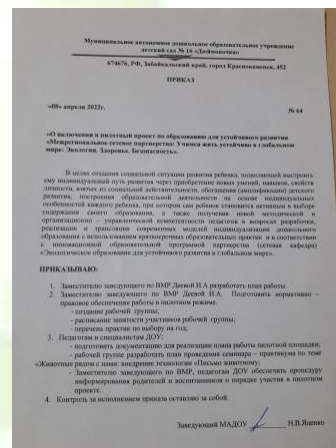 Муниципальное автономное дошкольное образовательное учреждение
детский сад № 16 «Дюймовочка»
674676, РФ, Забайкальский край, город Краснокаменск, 452
ПРИКАЗ
«08» апреля 2022г. № 64
«О включении в пилотный проект по образованию для устойчивого развития
«Межрегиональное сетевое партнерство: Учимся жить устойчиво в глобальном
мире: Экология. Здоровье. Безопасность».
В целях создания социальной ситуации развития ребенка, позволяющей выстроить
ему индивидуальный путь развития через приобретение новых умений, навыков, свойств
личности, взятых из социальной действительности, обогащения (амплификации) детского
развития, построения образовательной деятельности на основе индивидуальных
особенностей каждого ребенка, при котором сам ребенок становится активным в выборе
содержания своего образования, а также получения новой методической и
организационно – управленческой компетентности педагогов в вопросах разработки,
реализации и трансляции современных моделей индивидуализации дошкольного
образования с использованием краткосрочных образовательных практик и в соответствии
с инновационной образовательной программой партнерства (сетевая кафедра)
«Экологическое образование для устойчивого развития в глобальном мире».
ПРИКАЗЫВАЮ:
1. Заместителю заведующего по ВМР Деевой И.А разработать план работы.
2. Заместителю заведующего по ВМР Деевой И.А. Подготовить нормативно –
правовое обеспечение работы в пилотном режиме.
- создание рабочей группы;
- расписание занятости участников рабочей группы;
- перечень практик по выбору на год;
3. Педагогам и специалистам ДОУ:
- подготовить документацию для реализации плана работы пилотной площадки;
- рабочей группе разработать план проведения семинара – практикума по теме
«Животные рядом с нами: внедрение технологии «Письмо животному;
- Заместителю заведующего по ВМР, педагогам ДОУ обеспечить процедуру
информирования родителей и воспитанников о порядке участия в пилотном
проекте.
4. Контроль за исполнением приказа оставляю за собой.
Заведующий МАДОУ Н.В.Яценко